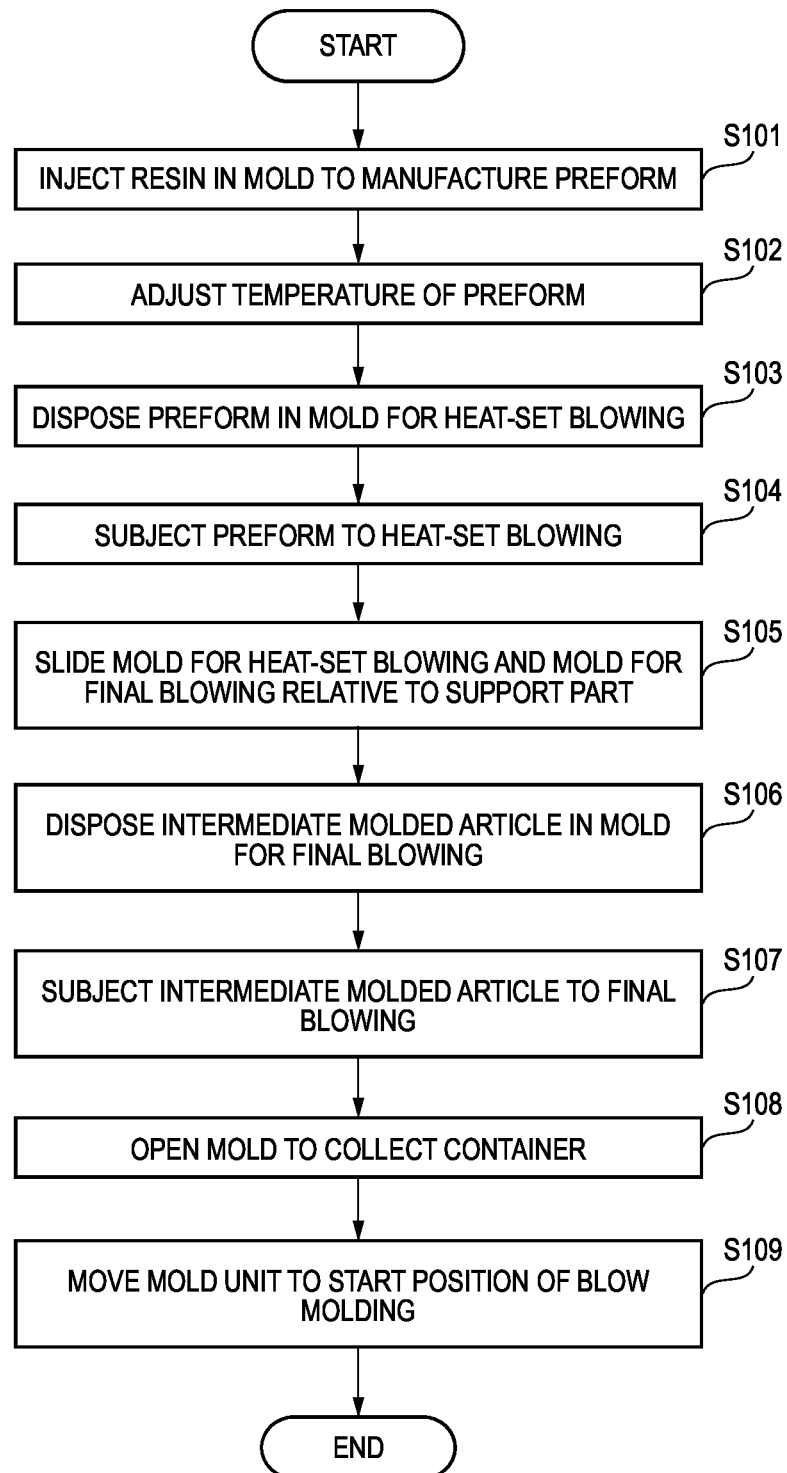 START
S101
INJECT RESIN IN MOLD TO MANUFACTURE PREFORM
S102
ADJUST TEMPERATURE OF PREFORM
S103
DISPOSE PREFORM IN MOLD FOR HEAT-SET BLOWING
S104
SUBJECT PREFORM TO HEAT-SET BLOWING
S105
SLIDE MOLD FOR HEAT-SET BLOWING AND MOLD FOR
FINAL BLOWING RELATIVE TO SUPPORT PART
S106
DISPOSE INTERMEDIATE MOLDED ARTICLE IN MOLD
FOR FINAL BLOWING
S107
SUBJECT INTERMEDIATE MOLDED ARTICLE TO FINAL
BLOWING
S108
OPEN MOLD TO COLLECT CONTAINER
S109
MOVE MOLD UNIT TO START POSITION OF BLOW
MOLDING
END